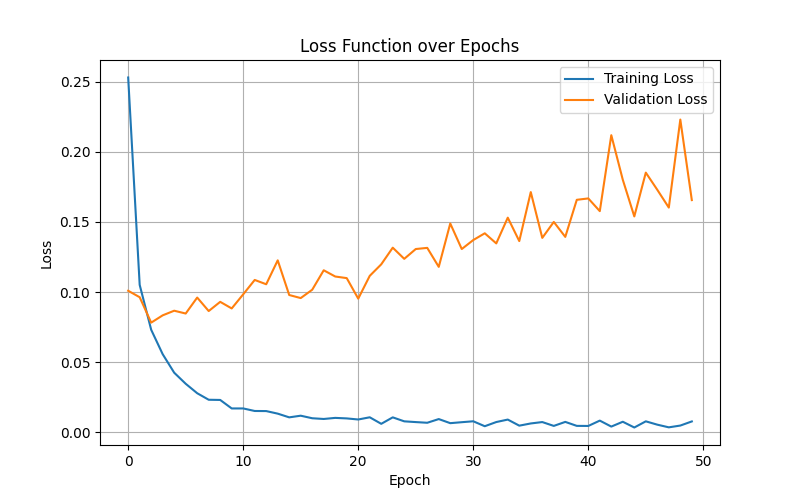 Loss Function over Epochs
Training Loss
Validation Loss
0.25
0.20
0.15
0.10
0.05
0.00
Loss
0 10 20 30 40 50
Epoch